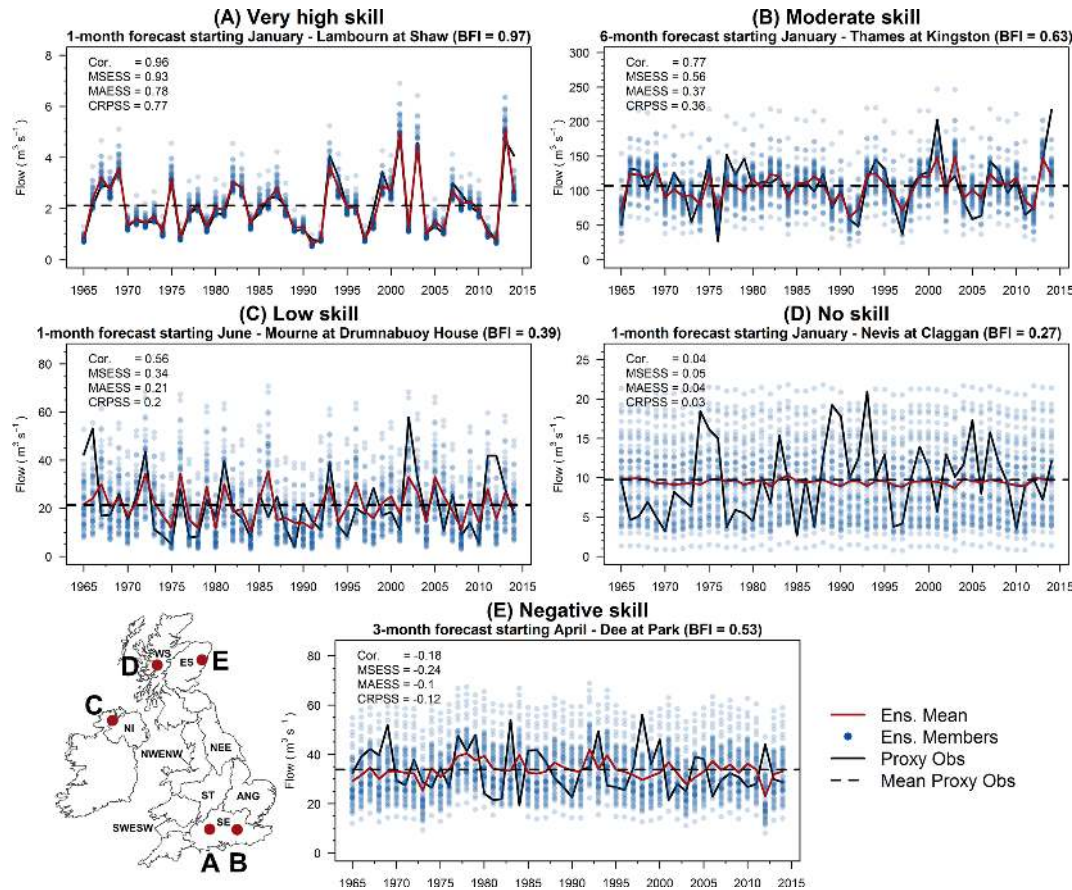 (A) Very high skill
1-month forecast starting January - Lambourn at Shaw (BFI = 0.97)
Cor. = 0.96
MSESS = 0.93
MAESS = 0.78
CRPSS = 0.77
Flow ( m³ s⁻¹)
8
6
4
2
0
1965 1970 1975 1980 1985 1990 1995 2000 2005 2010 2015
(B) Moderate skill
6-month forecast starting January - Thames at Kingston (BFI = 0.63)
Cor. = 0.77
MSESS = 0.56
MAESS = 0.37
CRPSS = 0.36
Flow ( m³ s⁻¹)
300
250
200
150
100
50
0
1965 1970 1975 1980 1985 1990 1995 2000 2005 2010 2015
(C) Low skill
1-month forecast starting June - Mourne at Drumnabuoy House (BFI = 0.39)
Cor. = 0.56
MSESS = 0.34
MAESS = 0.21
CRPSS = 0.2
Flow ( m³ s⁻¹)
80
60
40
20
0
1965 1970 1975 1980 1985 1990 1995 2000 2005 2010 2015
(D) No skill
1-month forecast starting January - Nevis at Claggan (BFI = 0.27)
Cor. = 0.04
MSESS = 0.05
MAESS = 0.04
CRPSS = 0.03
Flow ( m³ s⁻¹)
25
20
15
10
5
0
1965 1970 1975 1980 1985 1990 1995 2000 2005 2010 2015
(E) Negative skill
3-month forecast starting April - Dee at Park (BFI = 0.53)
Cor. = -0.18
MSESS = -0.24
MAESS = -0.1
CRPSS = -0.12
Flow ( m³ s⁻¹)
80
60
40
20
0
1965 1970 1975 1980 1985 1990 1995 2000 2005 2010 2015
D WS ES E
C
NI
NWENW NEE
ST ANG
SWESW SE
A B
Ens. Mean
Ens. Members
Proxy Obs
Mean Proxy Obs